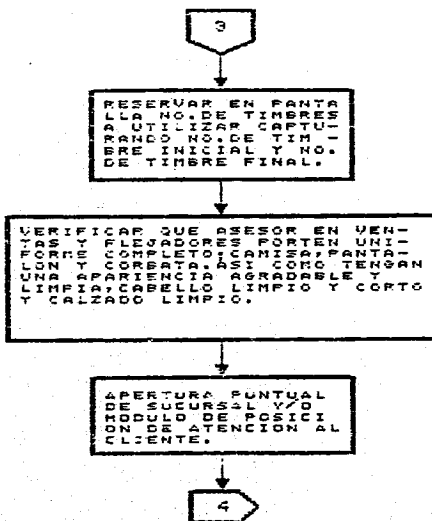 3
RESERVAR EN PANTA
LLA NO.DE TIMBRES
A UTILIZAR CAPTU-
RANDO NO.DE TIM -
BRE INICIAL Y NO.
DE TIMBRE FINAL.
VERIFICAR QUE ASESOR EN VEN-
TAS Y FLEJADORES PORTEN UNI-
FORME COMPLETO;CAMISA,PANTA-
LON Y CORBATA.ASI COMO TENGAN
UNA APARIENCIA AGRADABLE Y
LIMPIA,CABELLO LIMPIO Y CORTO
Y CALZADO LIMPIO.
APERTURA PUNTUAL
DE SUCURSAL Y/O
MODULO DE POSICI
ON DE ATENCION AL
CLIENTE.
4